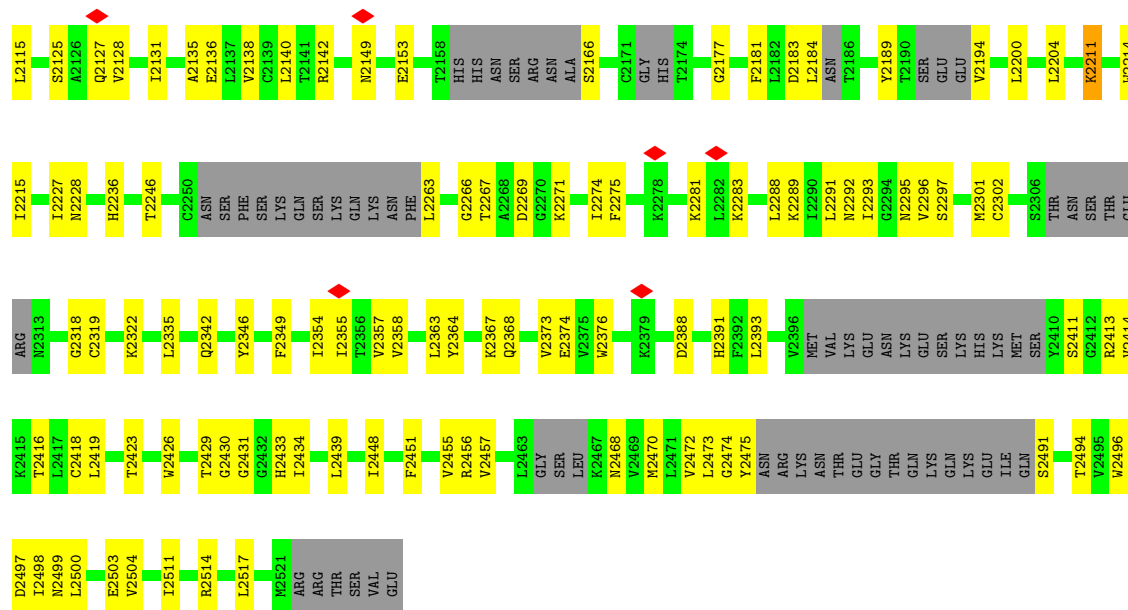 L2115 S2125 A2126 Q2127 V2128 I2131 A2135 E2136 L2137 V2138 C2139 L2140 T2141 R2142 N2149 E2153 T2158 HIS HIS ASN SER ARG ASN ALA S2166 C2171 GLY HIS T2174 G2177 F2181 L2182 D2183 L2184 ASN T2186 Y2189 T2190 SER GLU GLU V2194 L2200 L2204 K2211
I2215 I2227 N2228 H2236 T2246 C2250 ASN SER PHE SER LYS GLN SER LYS GLN LYS ASN PHE L2263 G2266 T2267 A2268 D2269 G2270 K2271 I2274 F2275 K2278 K2281 L2282 K2283 L2288 K2289 I2290 L2291 N2292 I2293 G2294 N2295 V2296 S2297 M2301 C2302 S2306 THR ASN SER THR GLU
ARG N2313 G2318 C2319 K2322 L2335 Q2342 Y2346 F2349 I2354 I2355 T2356 V2357 V2358 L2363 Y2364 K2367 Q2368 V2373 E2374 V2375 W2376 K2379 D2388 H2391 F2392 L2393 V2396 MET VAL LYS GLU ASN LYS GLU SER LYS HIS LYS MET SER Y2410 S2411 G2412 R2413
K2415 T2416 L2417 C2418 L2419 T2423 W2426 T2429 G2430 G2431 G2432 H2433 I2434 L2439 I2448 F2451 V2455 R2456 V2457 L2463 GLY SER LEU K2467 N2468 V2469 M2470 L2471 V2472 L2473 G2474 Y2475 ASN ARG LYS ASN THR GLU GLY THR GLN LYS GLN LYS GLU ILE GLN S2491 T2494 V2495 W2496
D2497 I2498 N2499 L2500 E2503 V2504 I2511 R2514 L2517 M2521 ARG ARG THR SER VAL GLU